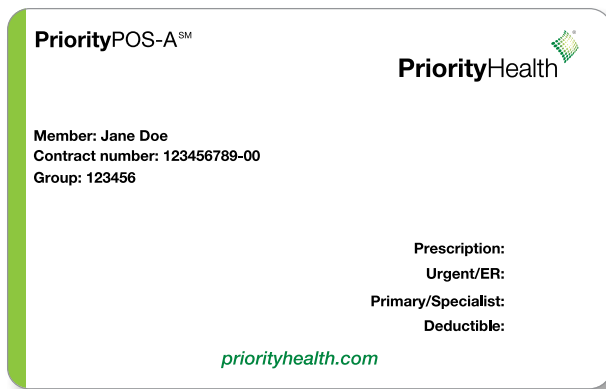 PriorityPOS-A℠
PriorityHealth
Member: Jane Doe
Contract number: 123456789-00
Group: 123456
Prescription:
Urgent/ER:
Primary/Specialist:
Deductible:
priorityhealth.com